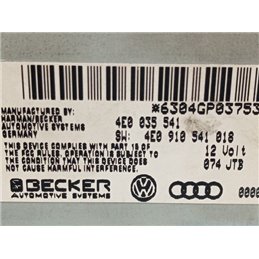 *6304GP03753
MANUFACTURED BY:
HARMAN/BECKER
AUTOMOTIVE SYSTEMS
GERMANY
4E0 035 541
SW: 4E0 910 541 018
THIS DEVICE COMPLIES WITH PART 15 OF
THE FCC RULES. OPERATION IS SUBJECT TO
THE CONDITION THAT THIS DEVICE DOES
NOT CAUSE HARMFUL INTERFERENCE.
12 Volt
074 JTB
BECKER
AUTOMOTIVE SYSTEMS
0000